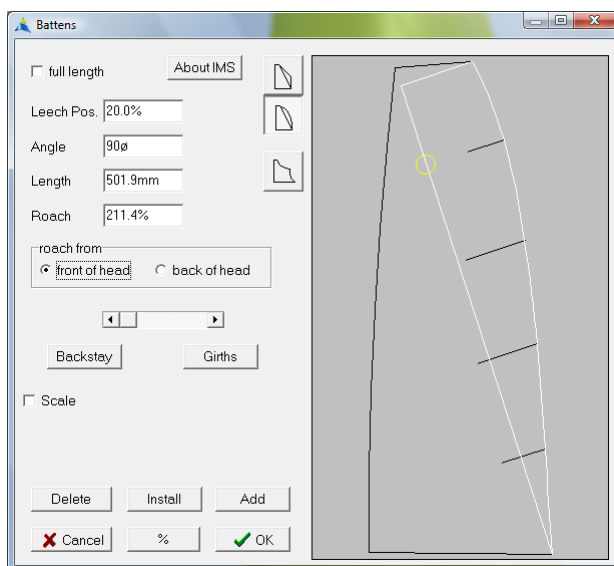 Battens
full length
About IMS
Leech Pos. 20.0%
Angle 90ø
Length 501.9mm
Roach 211.4%
roach from
front of head back of head
Backstay Girths
Scale
Delete Install Add
Cancel % OK